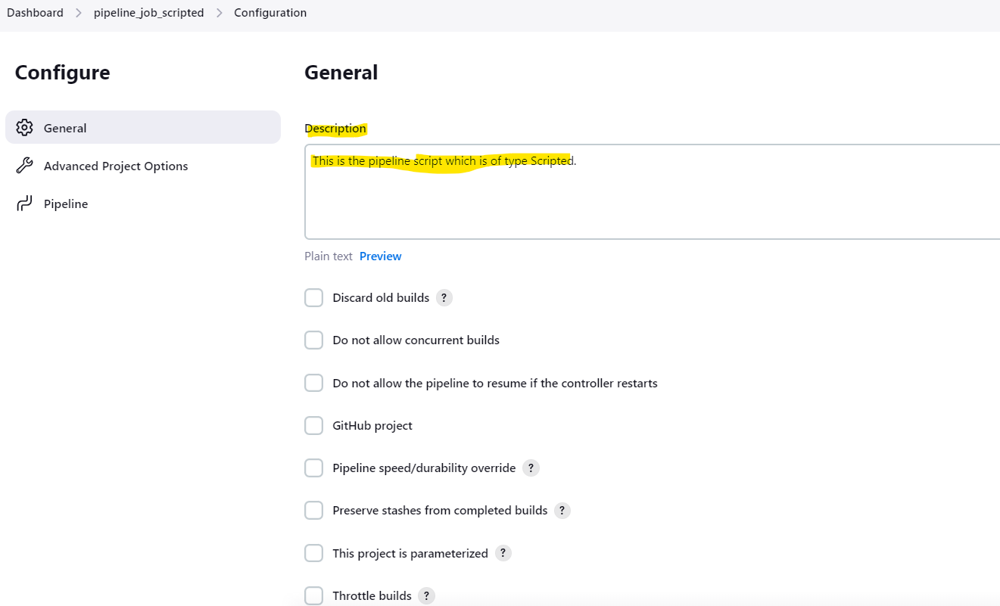 Dashboard > pipeline_job_scripted > Configuration
Configure
General
Advanced Project Options
Pipeline
General
Description
This is the pipeline script which is of type Scripted.
Plain text Preview
Discard old builds ?
Do not allow concurrent builds
Do not allow the pipeline to resume if the controller restarts
GitHub project
Pipeline speed/durability override ?
Preserve stashes from completed builds ?
This project is parameterized ?
Throttle builds ?